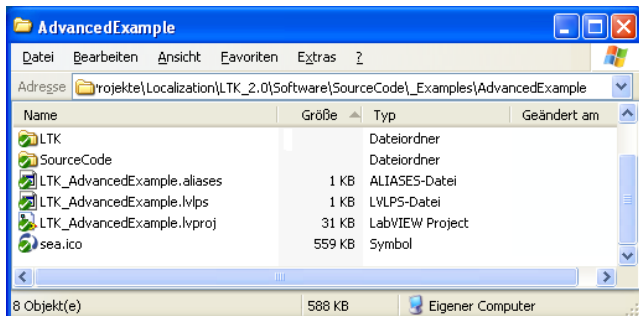 AdvancedExample
Datei Bearbeiten Ansicht Favoriten Extras ?
Adresse rojekte\Localization\LTK_2.0\Software\SourceCode\_Examples\AdvancedExample
Name Größe Typ Geändert am
LTK Dateiordner
SourceCode Dateiordner
LTK_AdvancedExample.aliases 1 KB ALIASES-Datei
LTK_AdvancedExample.lvlps 1 KB LVLPS-Datei
LTK_AdvancedExample.lvproj 31 KB LabVIEW Project
sea.ico 559 KB Symbol
8 Objekt(e) 588 KB Eigener Computer